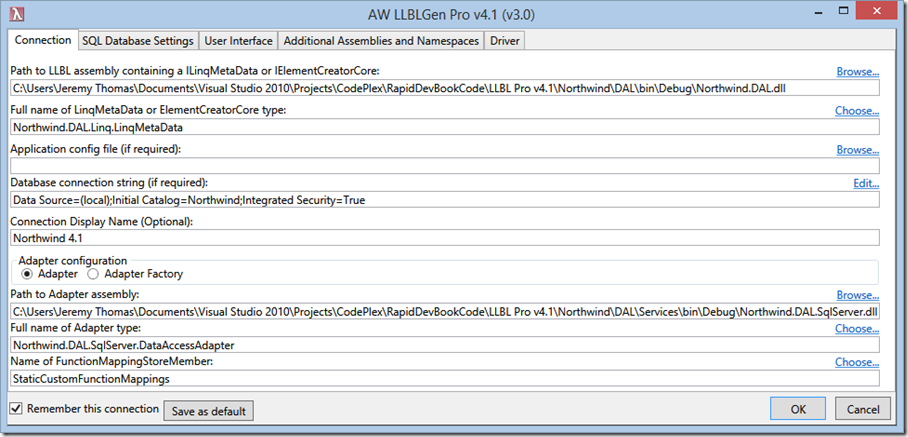 AW LLBLGen Pro v4.1 (v3.0)
Connection SQL Database Settings User Interface Additional Assemblies and Namespaces Driver
Path to LLBL assembly containing a ILinqMetaData or IElementCreatorCore: Browse...
C:\Users\Jeremy Thomas\Documents\Visual Studio 2010\Projects\CodePlex\RapidDevBookCode\LLBL Pro v4.1\Northwind\DAL\bin\Debug\Northwind.DAL.dll
Full name of LinqMetaData or ElementCreatorCore type: Choose...
Northwind.DAL.Linq.LinqMetaData
Application config file (if required): Browse...
Database connection string (if required): Edit...
Data Source=(local);Initial Catalog=Northwind;Integrated Security=True
Connection Display Name (Optional):
Northwind 4.1
Adapter configuration
Adapter Adapter Factory
Path to Adapter assembly: Browse...
C:\Users\Jeremy Thomas\Documents\Visual Studio 2010\Projects\CodePlex\RapidDevBookCode\LLBL Pro v4.1\Northwind\DAL\Services\bin\Debug\Northwind.DAL.SqlServer.dll
Full name of Adapter type: Choose...
Northwind.DAL.SqlServer.DataAccessAdapter
Name of FunctionMappingStoreMember: Choose...
StaticCustomFunctionMappings
Remember this connection Save as default OK Cancel